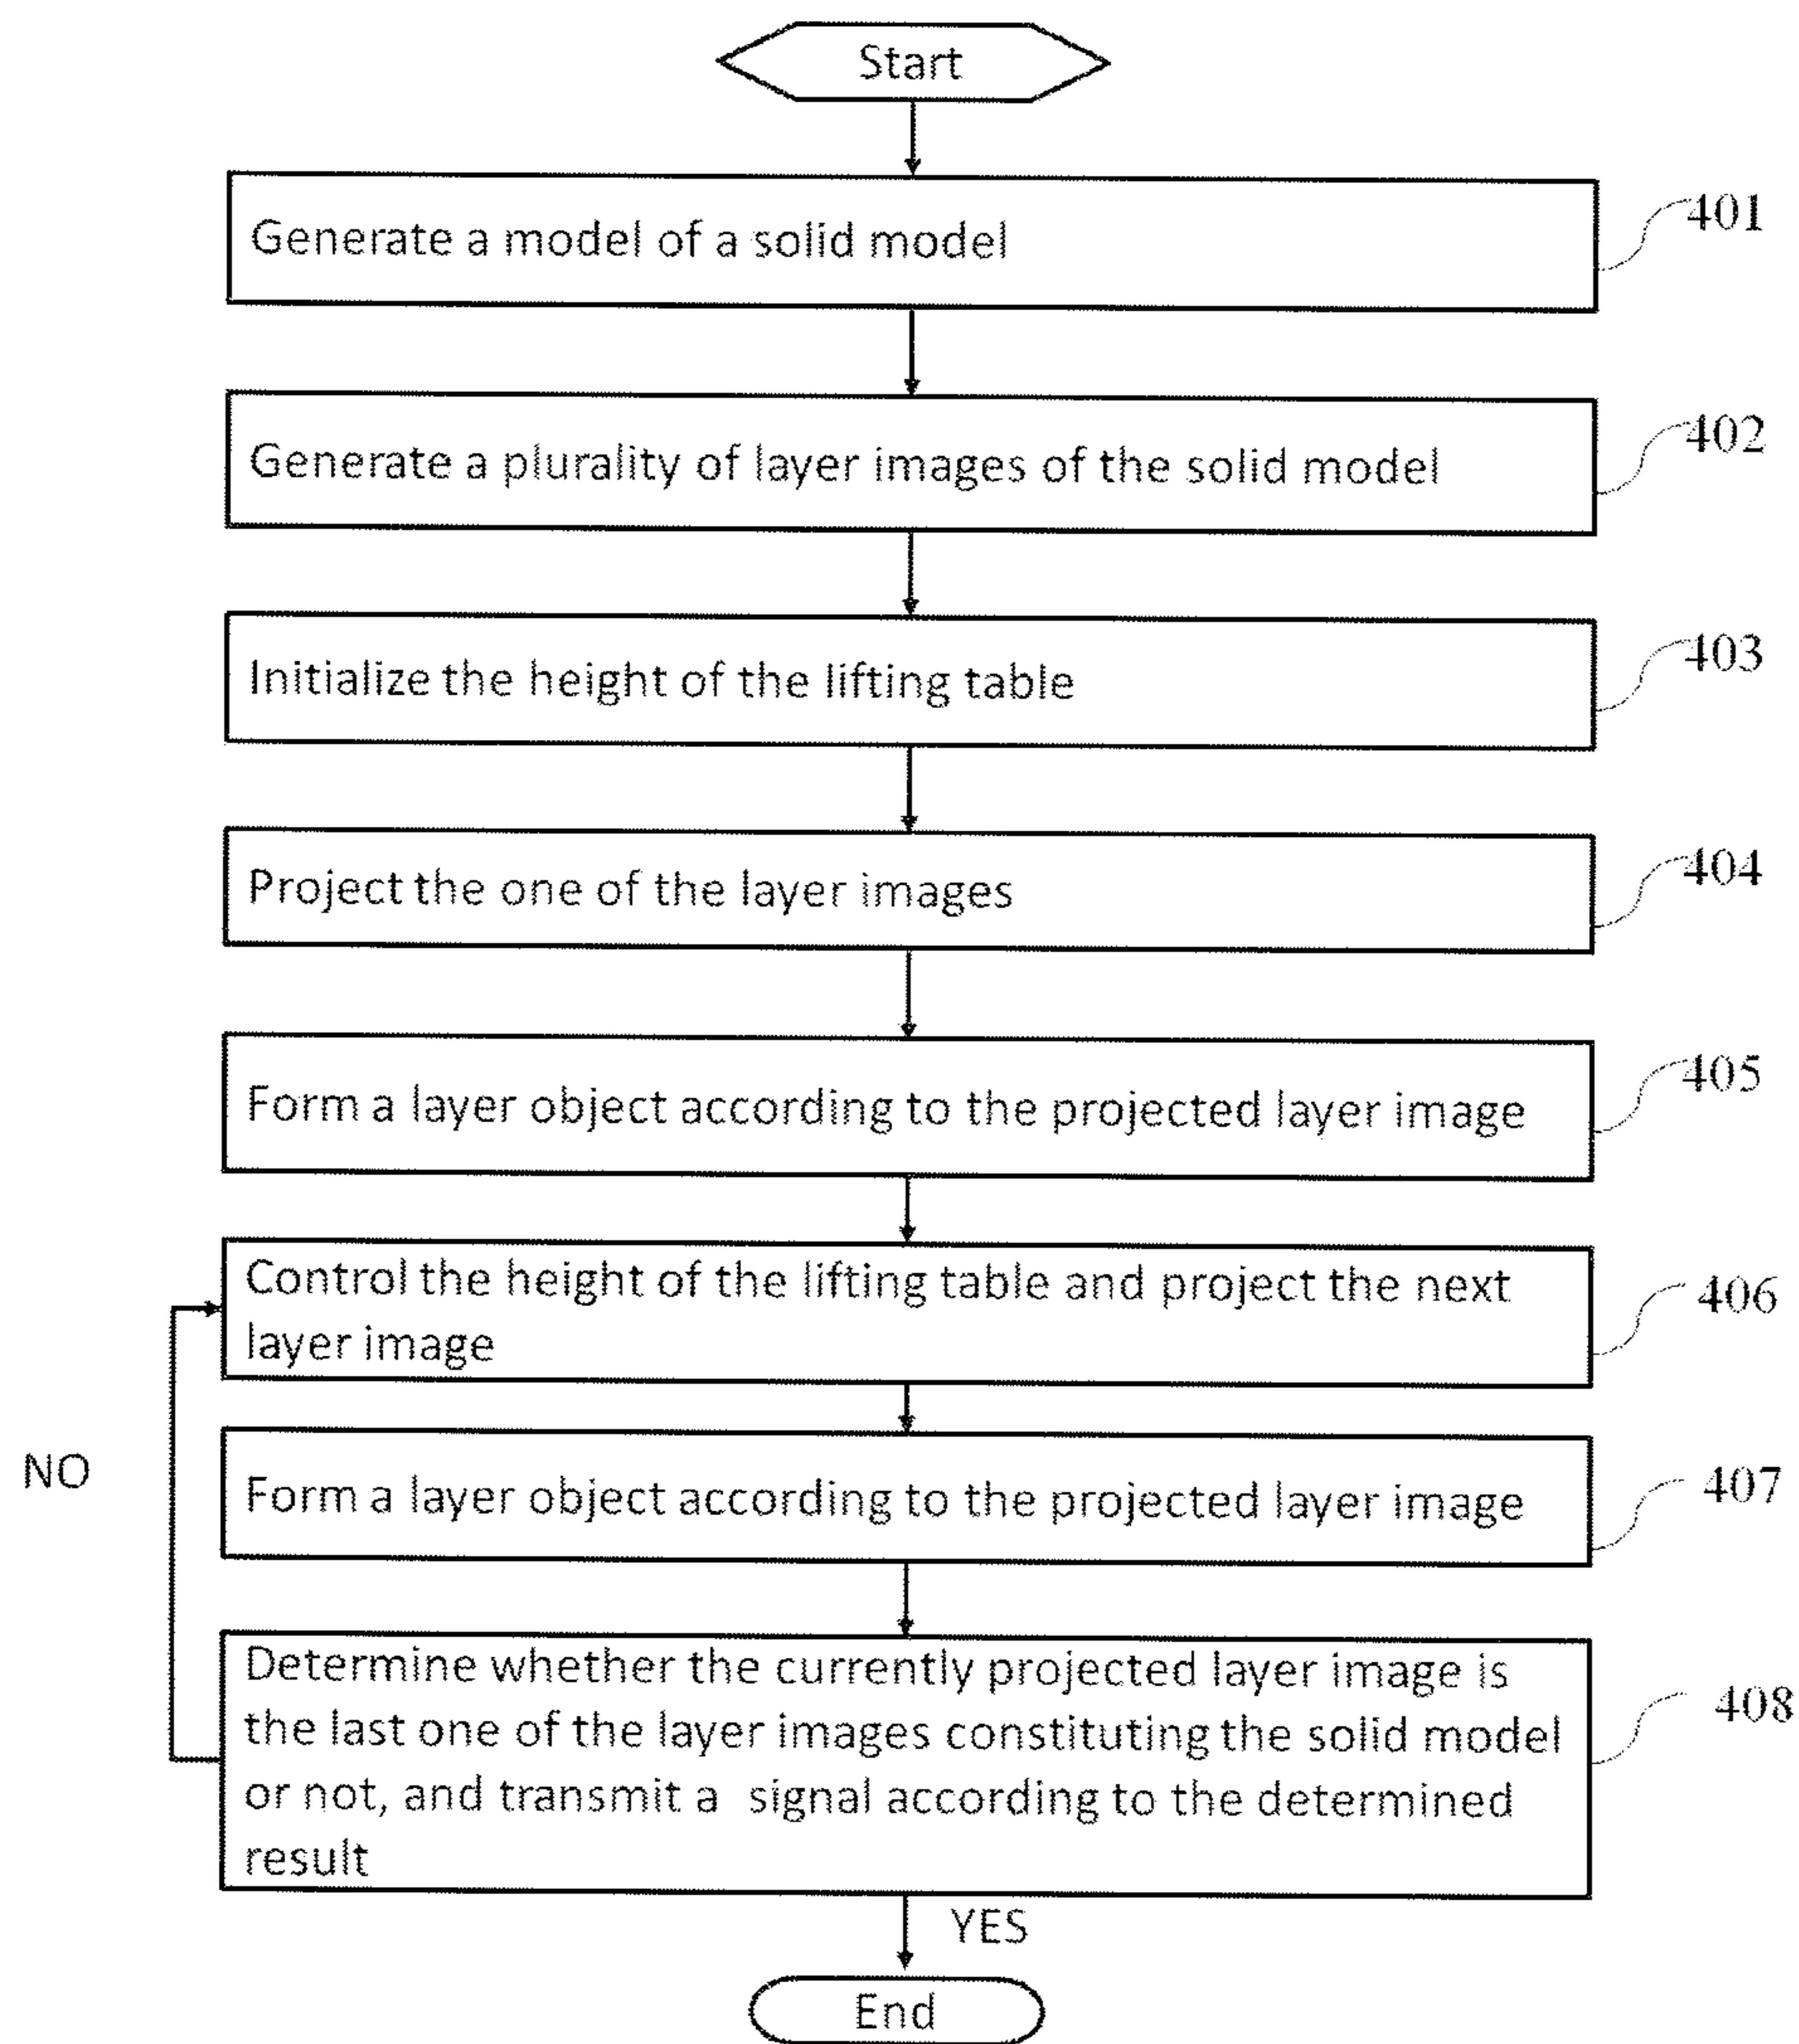 Start
Generate a model of a solid model
401
Generate a plurality of layer images of the solid model
402
Initialize the height of the lifting table
403
Project the one of the layer images
404
Form a layer object according to the projected layer image
405
Control the height of the lifting table and project the next
layer image
406
NO
Form a layer object according to the projected layer image
407
Determine whether the currently projected layer image is
the last one of the layer images constituting the solid model
or not, and transmit a signal according to the determined
result
408
YES
End